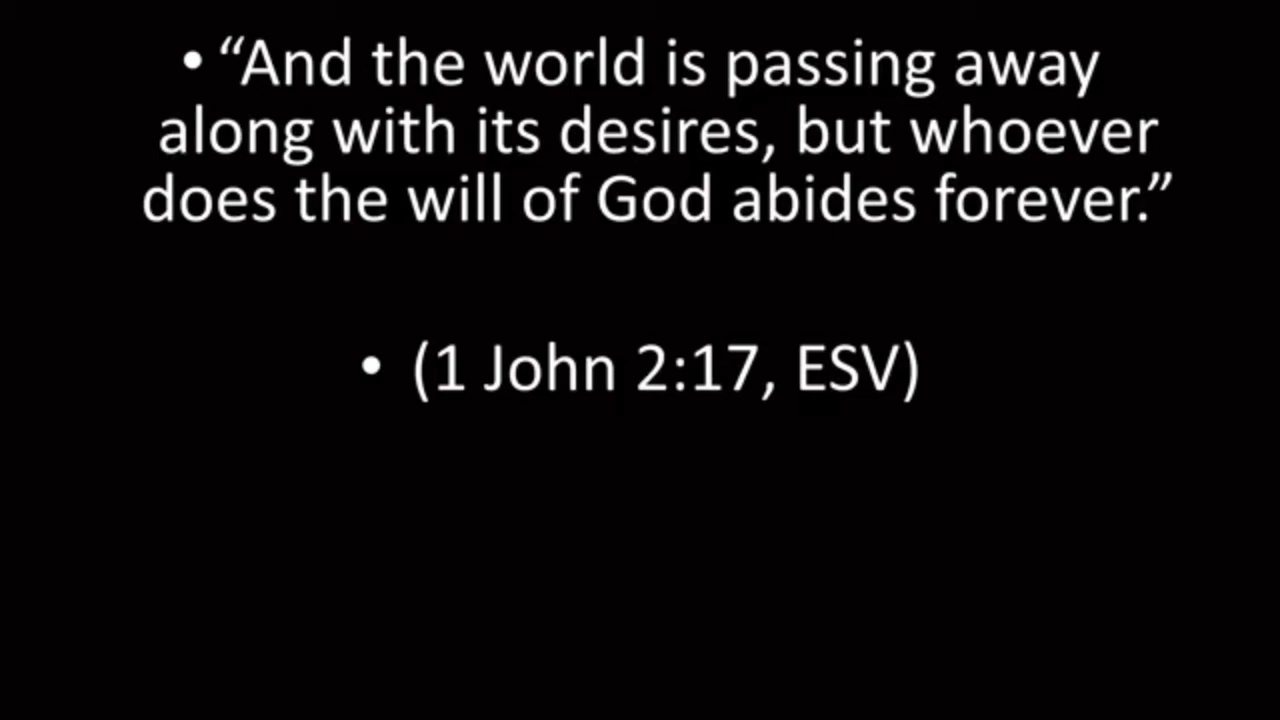 • “And the world is passing away
along with its desires, but whoever
does the will of God abides forever.”
• (1 John 2:17, ESV)